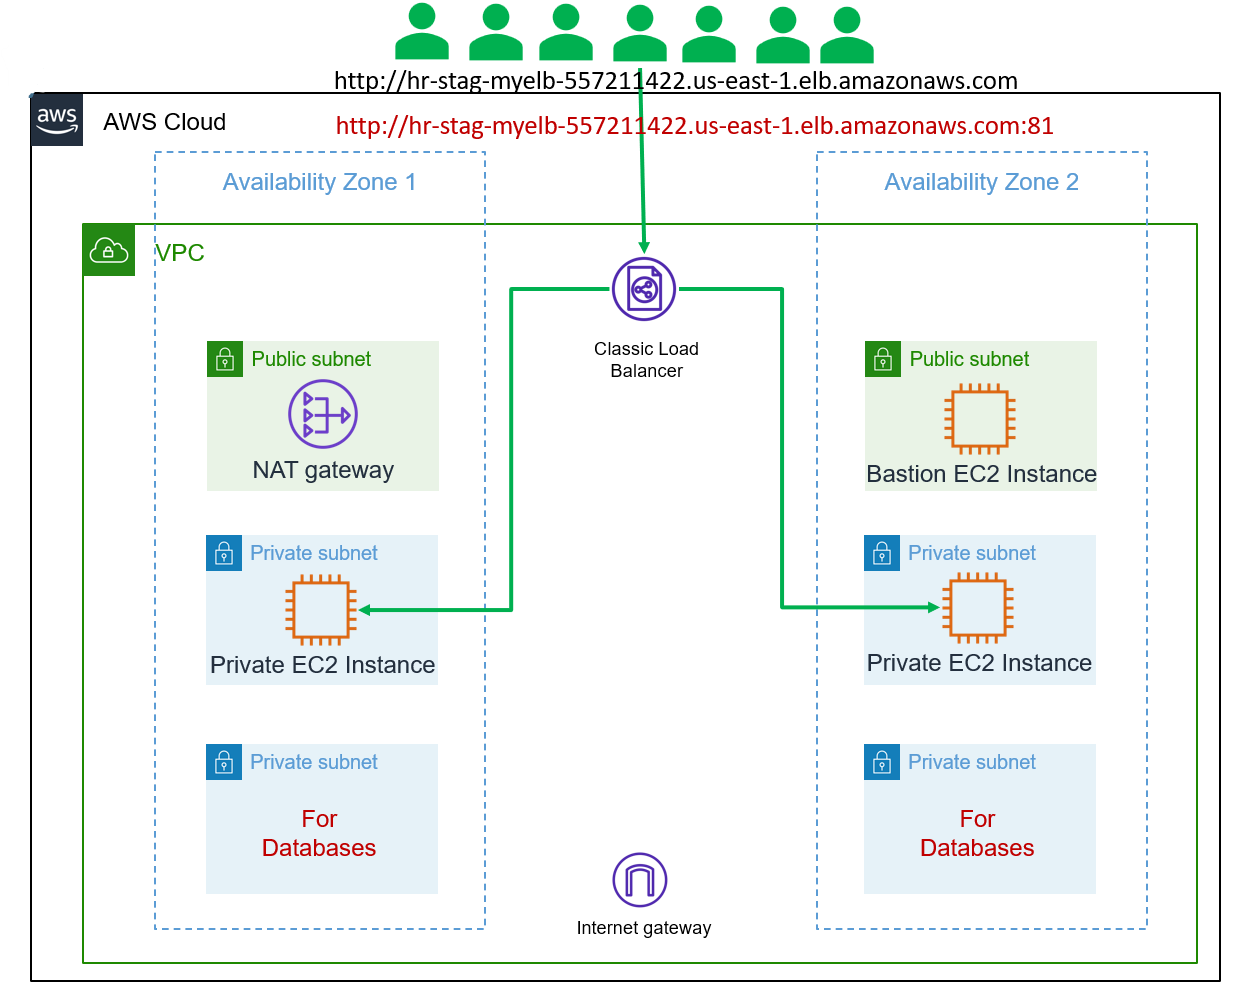 http://hr-stag-myelb-557211422.us-east-1.elb.amazonaws.com
aws
AWS Cloud
http://hr-stag-myelb-557211422.us-east-1.elb.amazonaws.com:81
Availability Zone 1
Availability Zone 2
VPC
Classic Load
Balancer
Public subnet
NAT gateway
Public subnet
Bastion EC2 Instance
Private subnet
Private EC2 Instance
Private subnet
Private EC2 Instance
Private subnet
For
Databases
Private subnet
For
Databases
Internet gateway